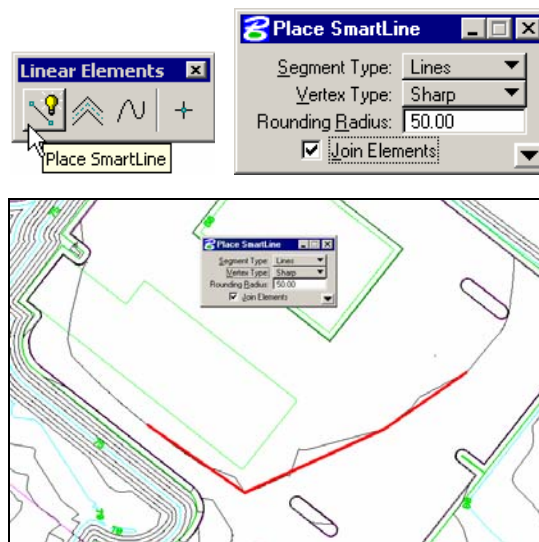 Linear Elements
Place SmartLine
Place SmartLine
Segment Type: Lines
Vertex Type: Sharp
Rounding Radius: 50.00
Join Elements
Place SmartLine
Segment Type: Lines
Vertex Type: Sharp
Rounding Radius: 50.00
Join Elements
70